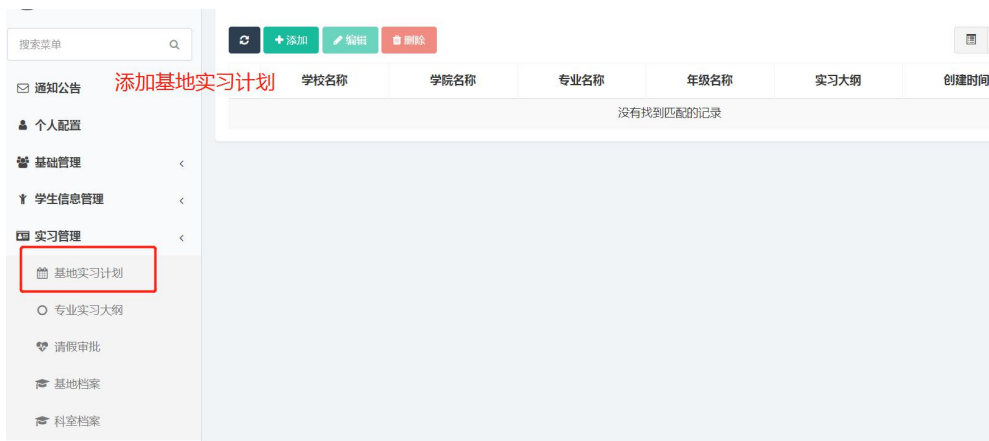 搜索菜单
添加 编辑 删除
通知公告
添加基地实习计划
学校名称 学院名称 专业名称 年级名称 实习大纲 创建时间
没有找到匹配的记录
个人配置
基础管理
学生信息管理
实习管理
基地实习计划
专业实习大纲
请假审批
基地档案
科室档案